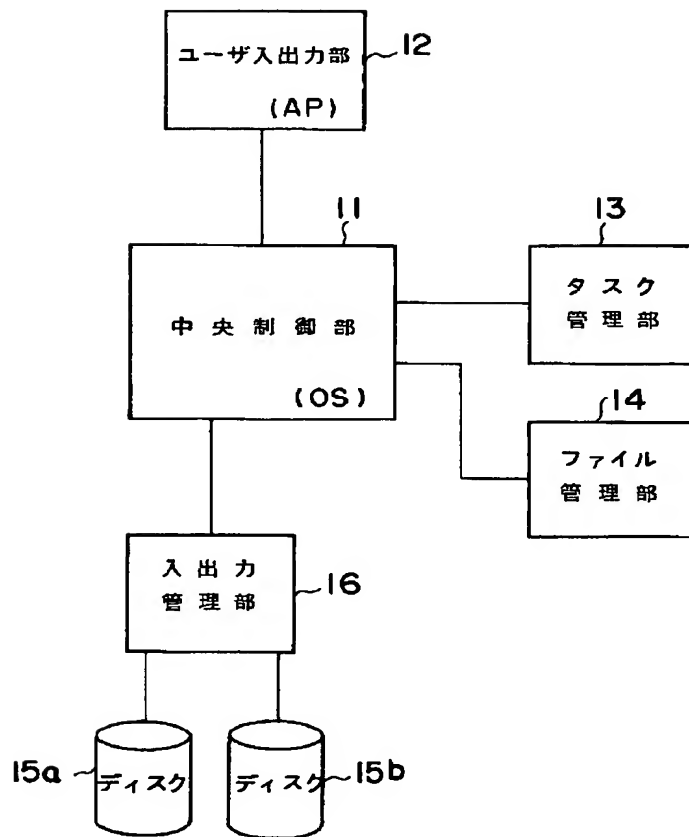 12
ユーザ入出力部
(AP)
11
中央制御部
(OS)
13
タスク
管理部
14
ファイル
管理部
入出力
管理部
16
15a
ディスク
ディスク
15b